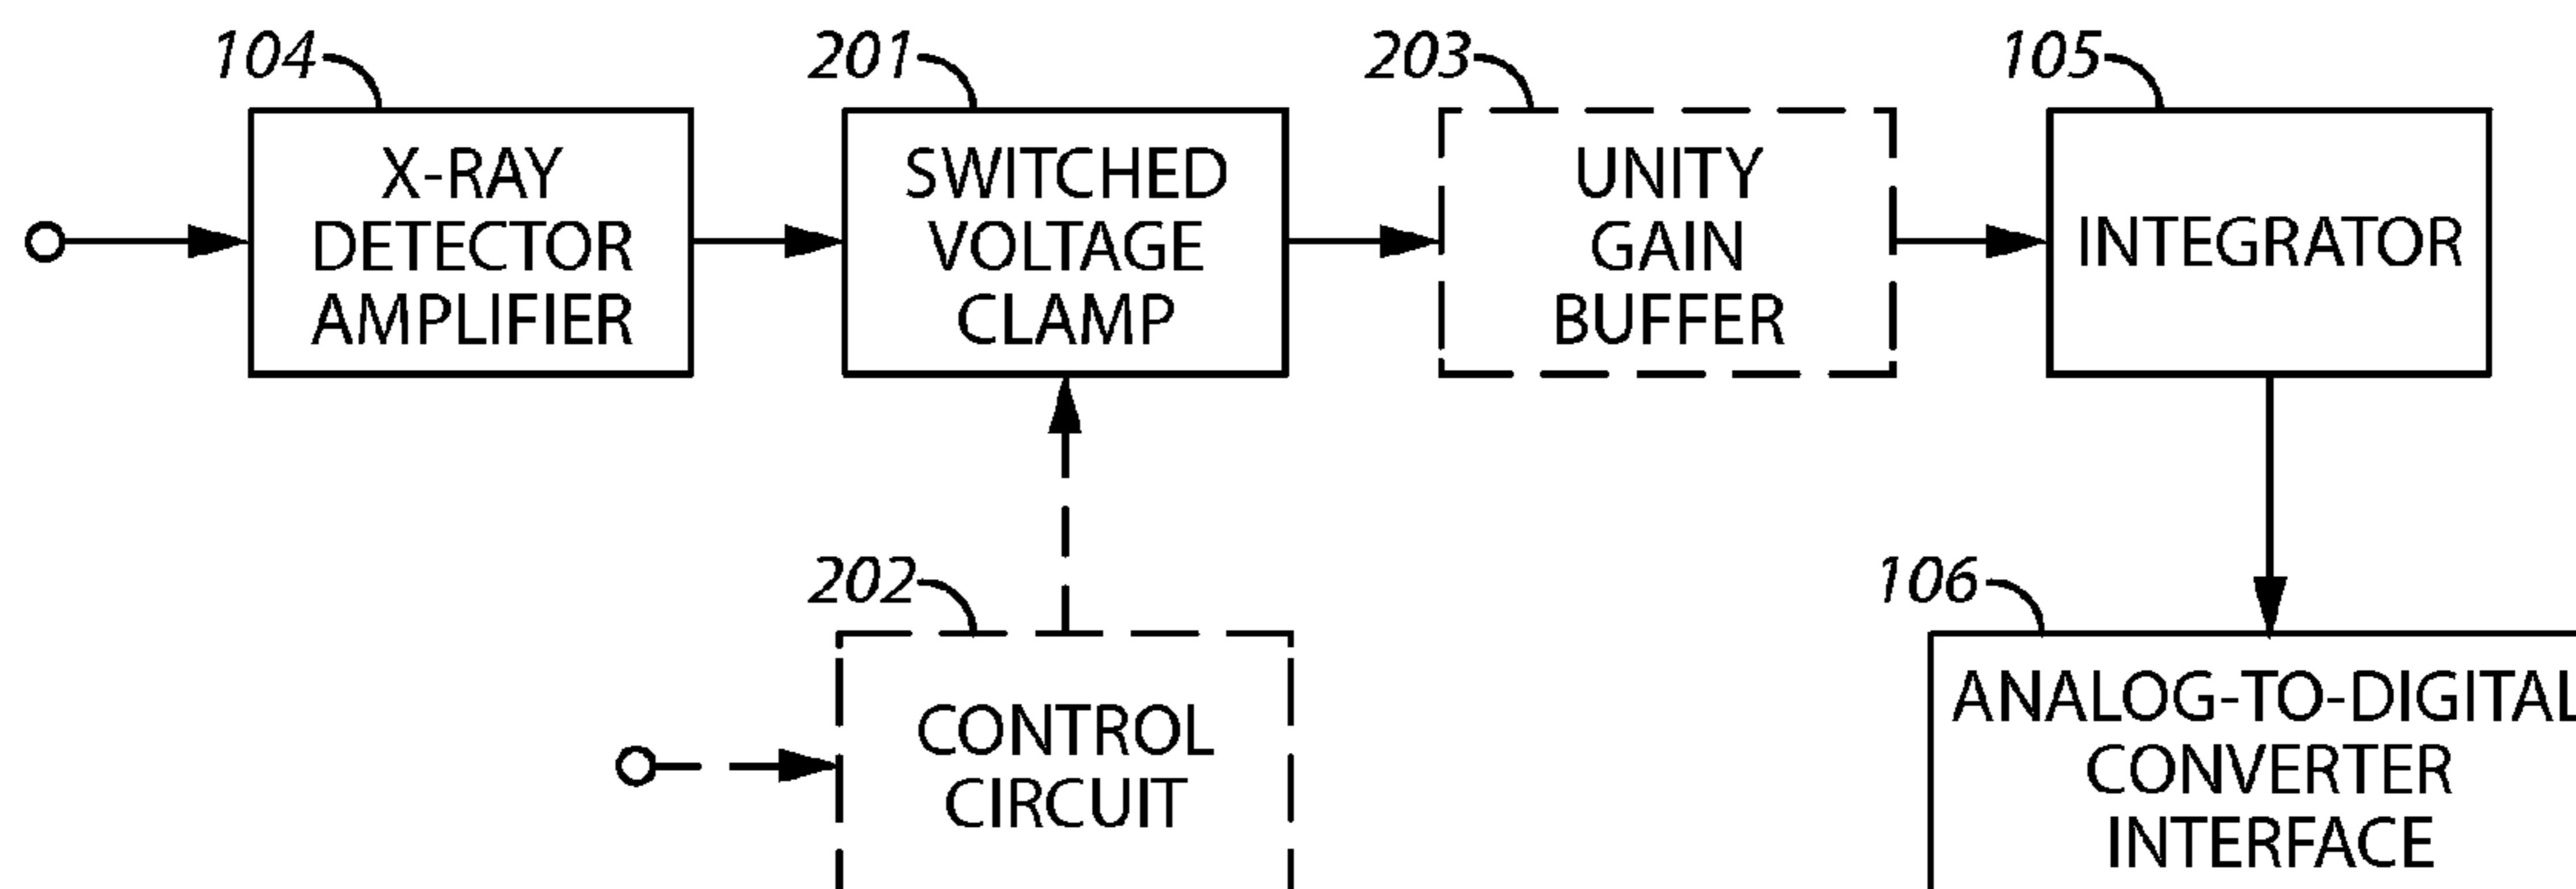 104
X-RAY
DETECTOR
AMPLIFIER
201
SWITCHED
VOLTAGE
CLAMP
203
UNITY
GAIN
BUFFER
105
INTEGRATOR
202
CONTROL
CIRCUIT
106
ANALOG-TO-DIGITAL
CONVERTER
INTERFACE